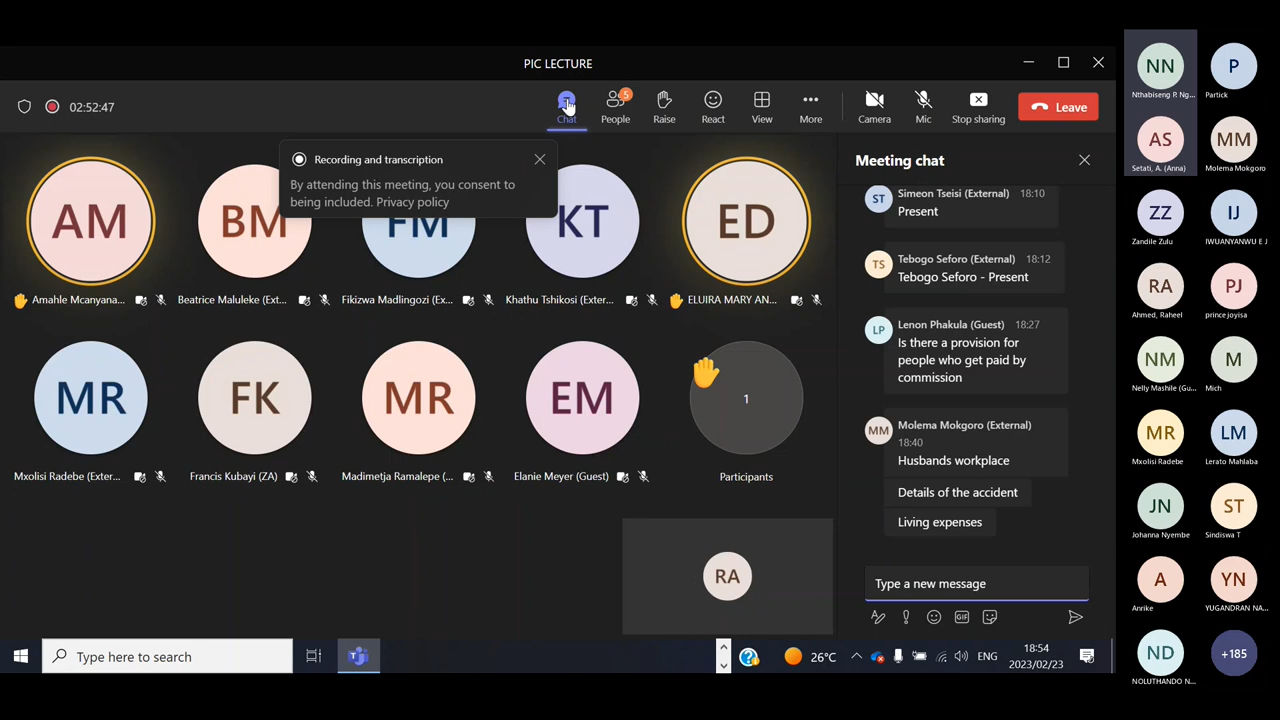 PIC LECTURE
02:52:47
Chat
5
People
Raise
React
View
More
Camera
Mic
Stop sharing
Leave
Recording and transcription
By attending this meeting, you consent to
being included. Privacy policy
AM
BM
FM
KT
ED
Amahle Mcanyana...
Beatrice Maluleke (Ext...
Fikizwa Madlingozi (Ex...
Khathu Tshikosi (Exter...
ELUIRA MARY AN...
MR
FK
MR
EM
1
Mxolisi Radebe (Exter...
Francis Kubayi (ZA)
Madimetja Ramalepe (...
Elanie Meyer (Guest)
Participants
RA
Meeting chat
ST
Simeon Tseisi (External) 18:10
Present
TS
Tebogo Seforo (External) 18:12
Tebogo Seforo - Present
LP
Lenon Phakula (Guest) 18:27
Is there a provision for
people who get paid by
commission
MM
Molema Mokgoro (External)
18:40
Husbands workplace
Details of the accident
Living expenses
Type a new message
GIF
Type here to search
26°C
ENG
18:54
2023/02/23
NN
P
Nthabiseng P. Ng...
Partick
AS
MM
Setati, A. (Anna)
Molema Mokgoro
ZZ
IJ
Zandile Zulu
IWUANYANWU E J
RA
PJ
Ahmed, Raheel
prince joyisa
NM
M
Nelly Mashile (Gu...
Mich
MR
LM
Mxolisi Radebe
Lerato Mahlaba
JN
ST
Johanna Nyembe
Sindiswa T
A
YN
Anrike
YUGANDRAN NA...
ND
+185
NOLUTHANDO N...